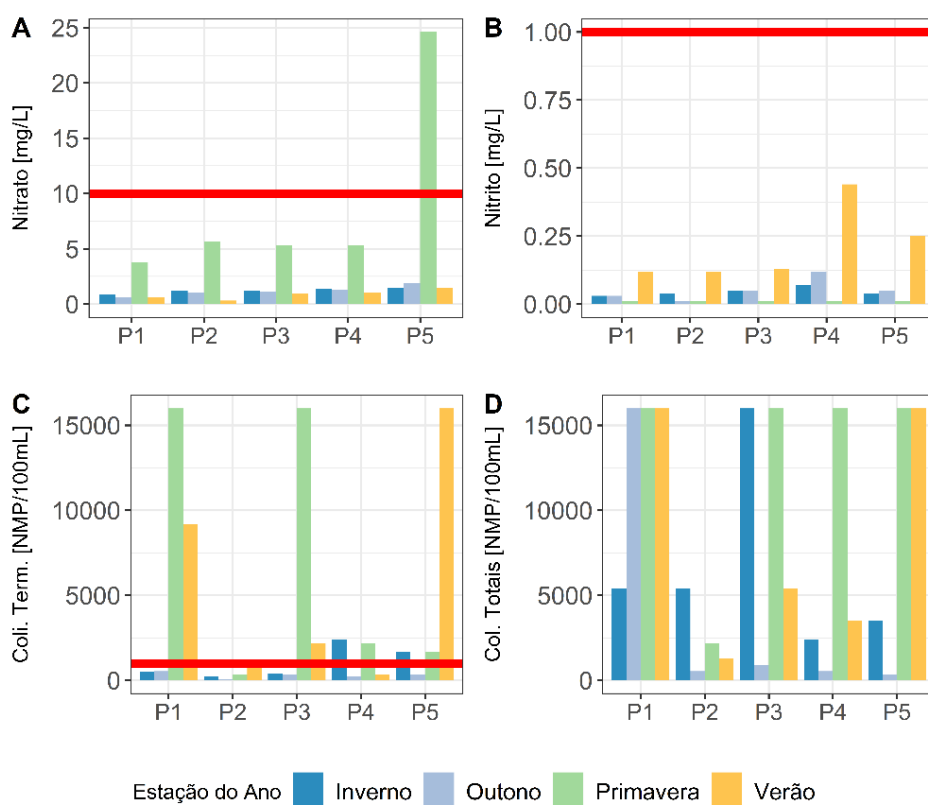 A
Nitrato [mg/L]
25
20
15
10
5
0
P1 P2 P3 P4 P5
B
Nitrito [mg/L]
1.00
0.75
0.50
0.25
0.00
P1 P2 P3 P4 P5
C
Coli. Term. [NMP/100mL]
15000
10000
5000
0
P1 P2 P3 P4 P5
D
Col. Totais [NMP/100mL]
15000
10000
5000
0
P1 P2 P3 P4 P5
Estação do Ano Inverno Outono Primavera Verão